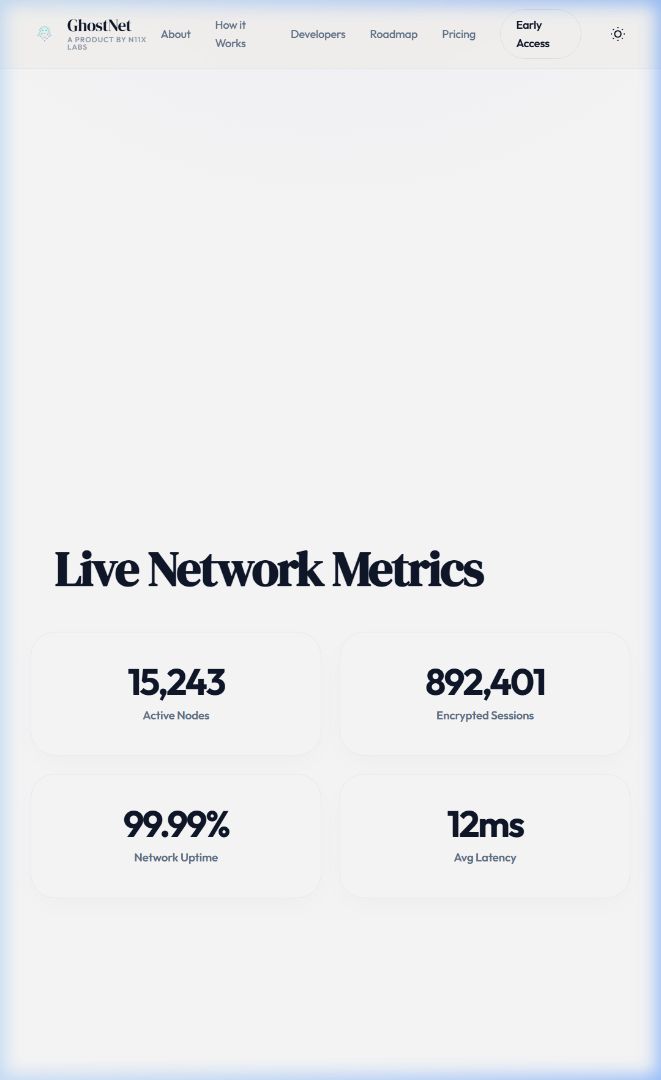 GhostNet
A PRODUCT BY N11X
LABS
About
How it
Works
Developers
Roadmap
Pricing
Early
Access
Live Network Metrics
15,243
Active Nodes
892,401
Encrypted Sessions
99.99%
Network Uptime
12ms
Avg Latency